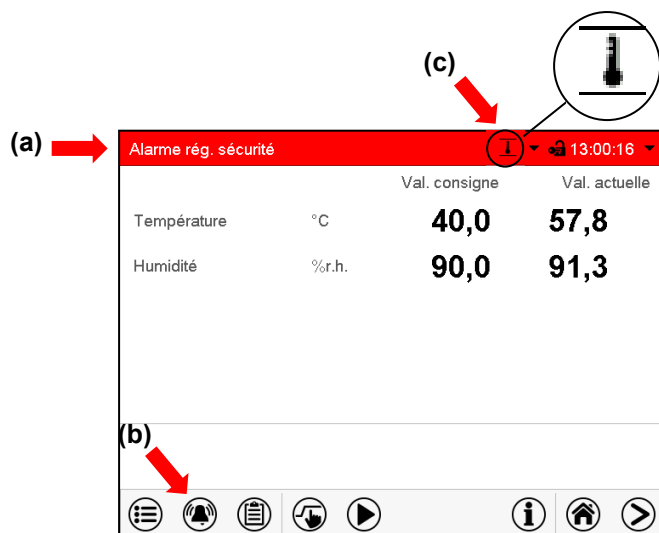 (c)
(a)
Alarme rég. sécurité 13:00:16
Val. consigne Val. actuelle
Température °C 40,0 57,8
Humidité %r.h. 90,0 91,3
(b)